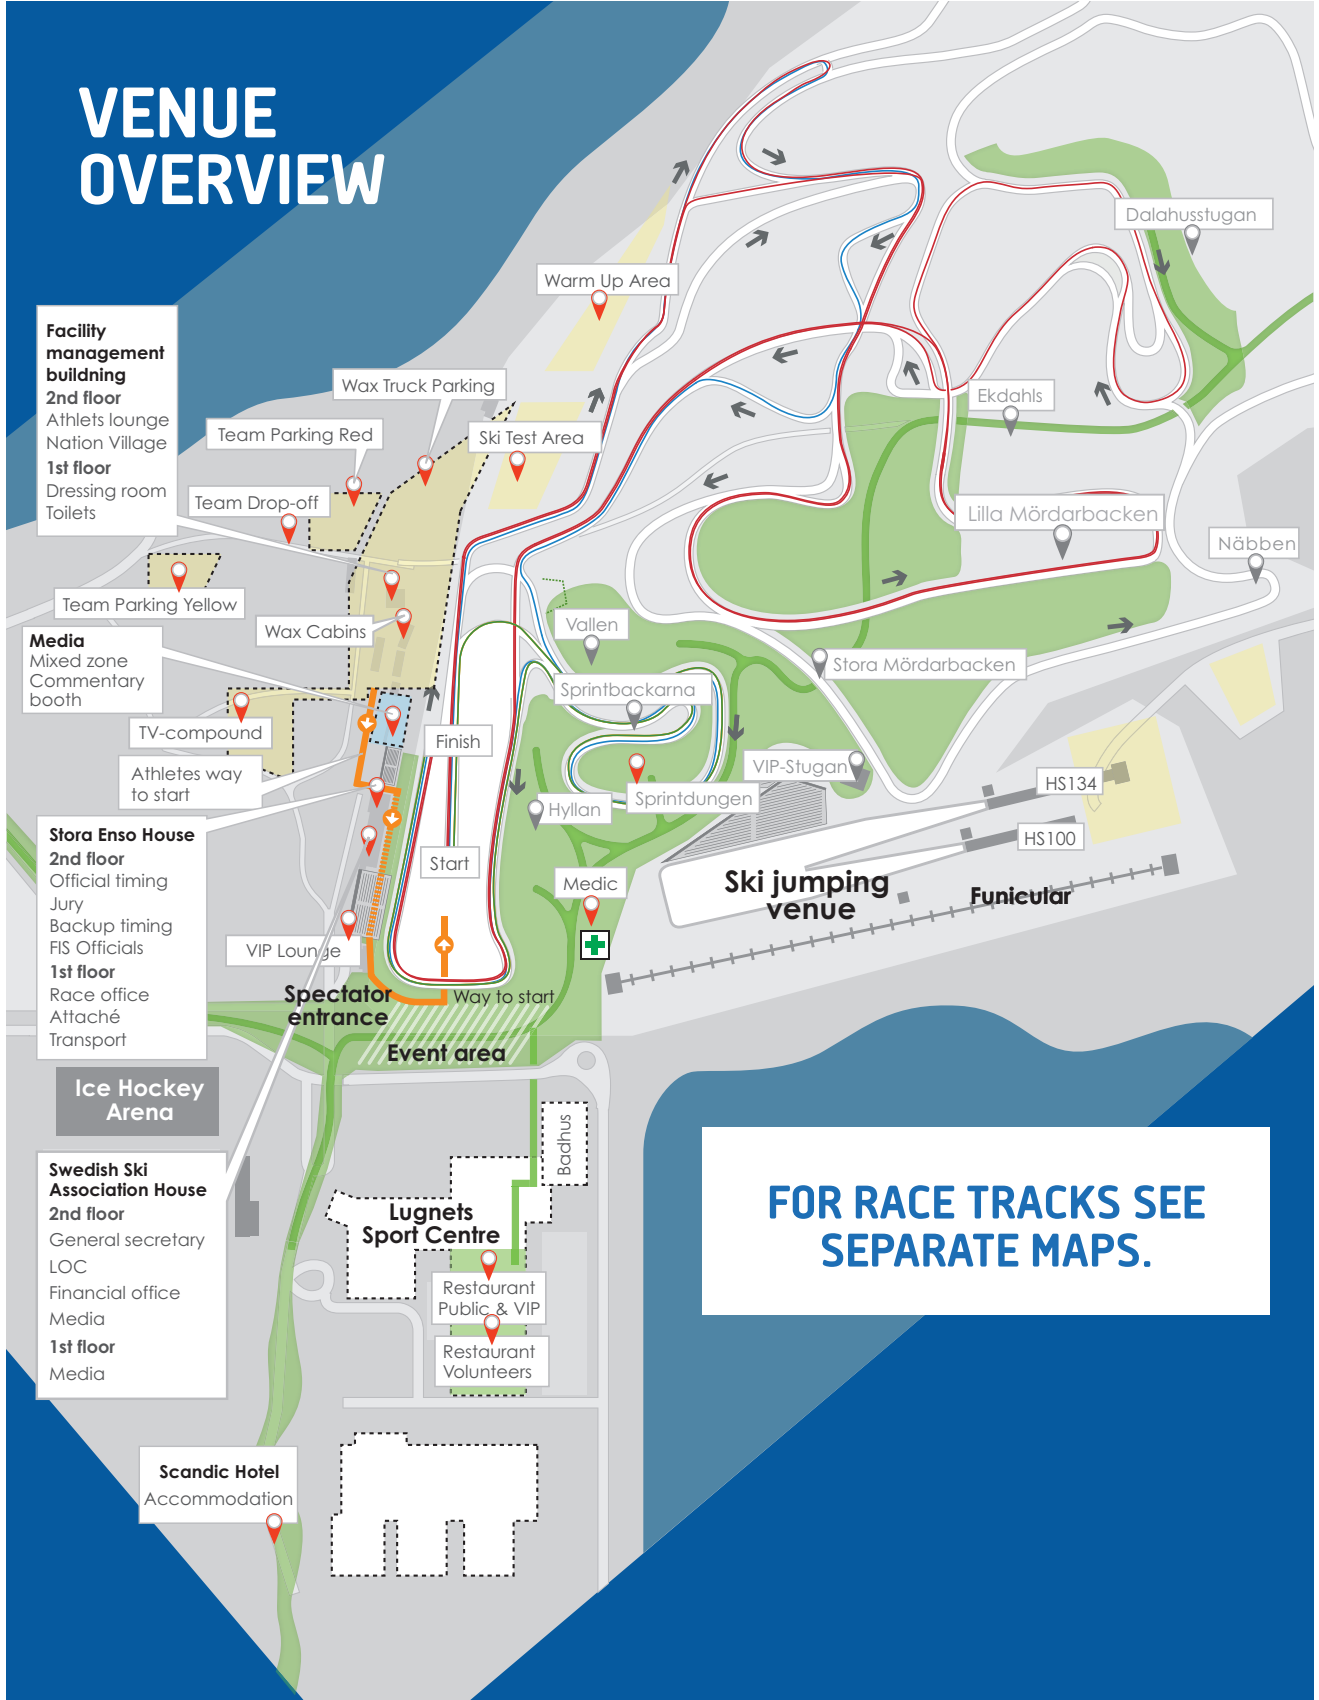 VENUE
OVERVIEW
Dalahusstugan
Warm Up Area
Facility
management
buildning
2nd floor
Athlets lounge
Nation Village
1st floor
Dressing room
Toilets
Wax Truck Parking
Team Parking Red
Ski Test Area
Ekdahls
Team Drop-off
Lilla Mördarbacken
Näbben
Team Parking Yellow
Wax Cabins
Vallen
Media
Mixed zone
Commentary
booth
Stora Mördarbacken
Sprintbackarna
TV-compound
Finish
VIP-Stugan
Athletes way
to start
HS134
Sprintdungen
Hyllan
HS100
Stora Enso House
2nd floor
Official timing
Jury
Backup timing
FIS Officials
1st floor
Race office
Attaché
Transport
Start
Medic
Ski jumping
venue
Funicular
VIP Lounge
Spectator
entrance
Way to start
Event area
Ice Hockey
Arena
Badhus
Swedish Ski
Association House
2nd floor
General secretary
LOC
Financial office
Media
1st floor
Media
Lugnets
Sport Centre
FOR RACE TRACKS SEE
SEPARATE MAPS.
Restaurant
Public & VIP
Restaurant
Volunteers
Scandic Hotel
Accommodation